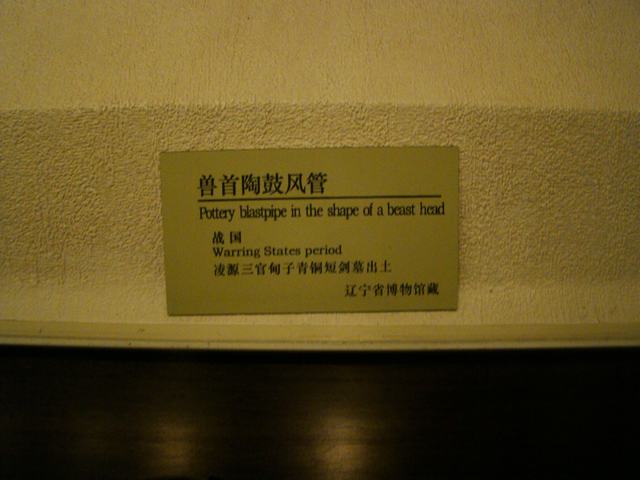 兽首陶鼓风管
Pottery blastpipe in the shape of a beast head
战国
Warring States period
凌源三官甸子青铜短剑墓出土
辽宁省博物馆藏